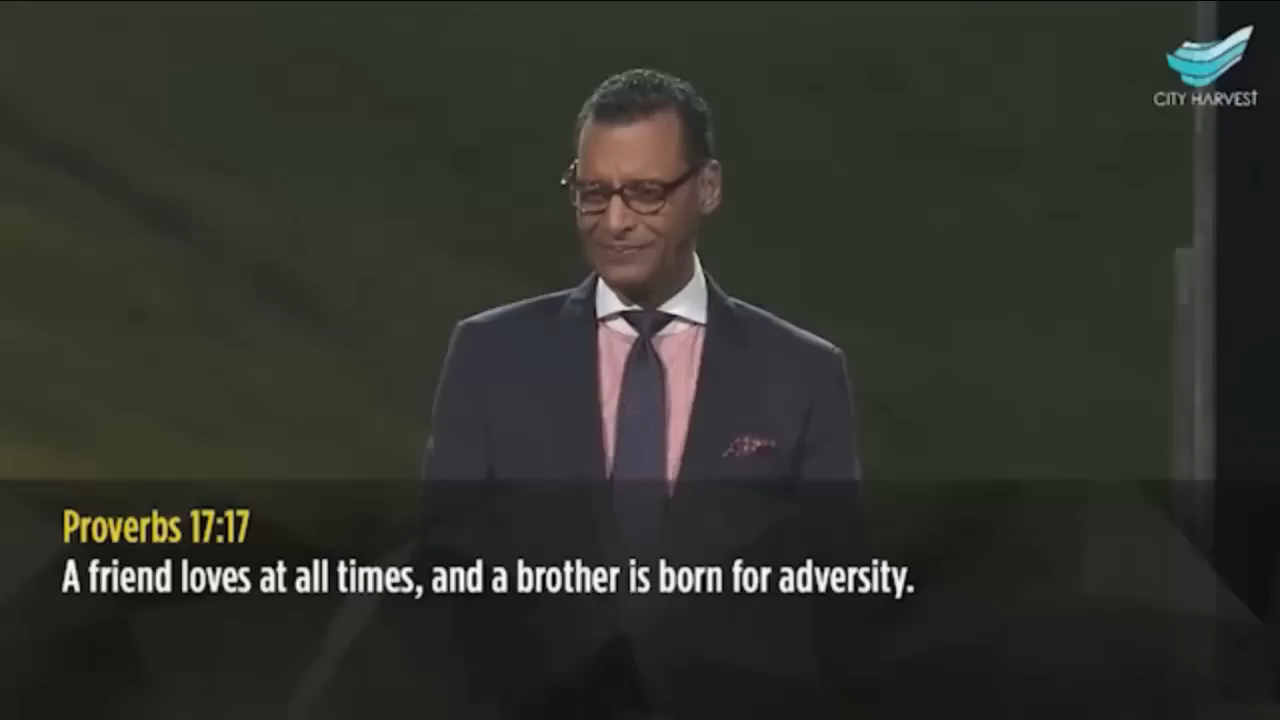 CITY HARVEST
Proverbs 17:17
A friend loves at all times, and a brother is born for adversity.